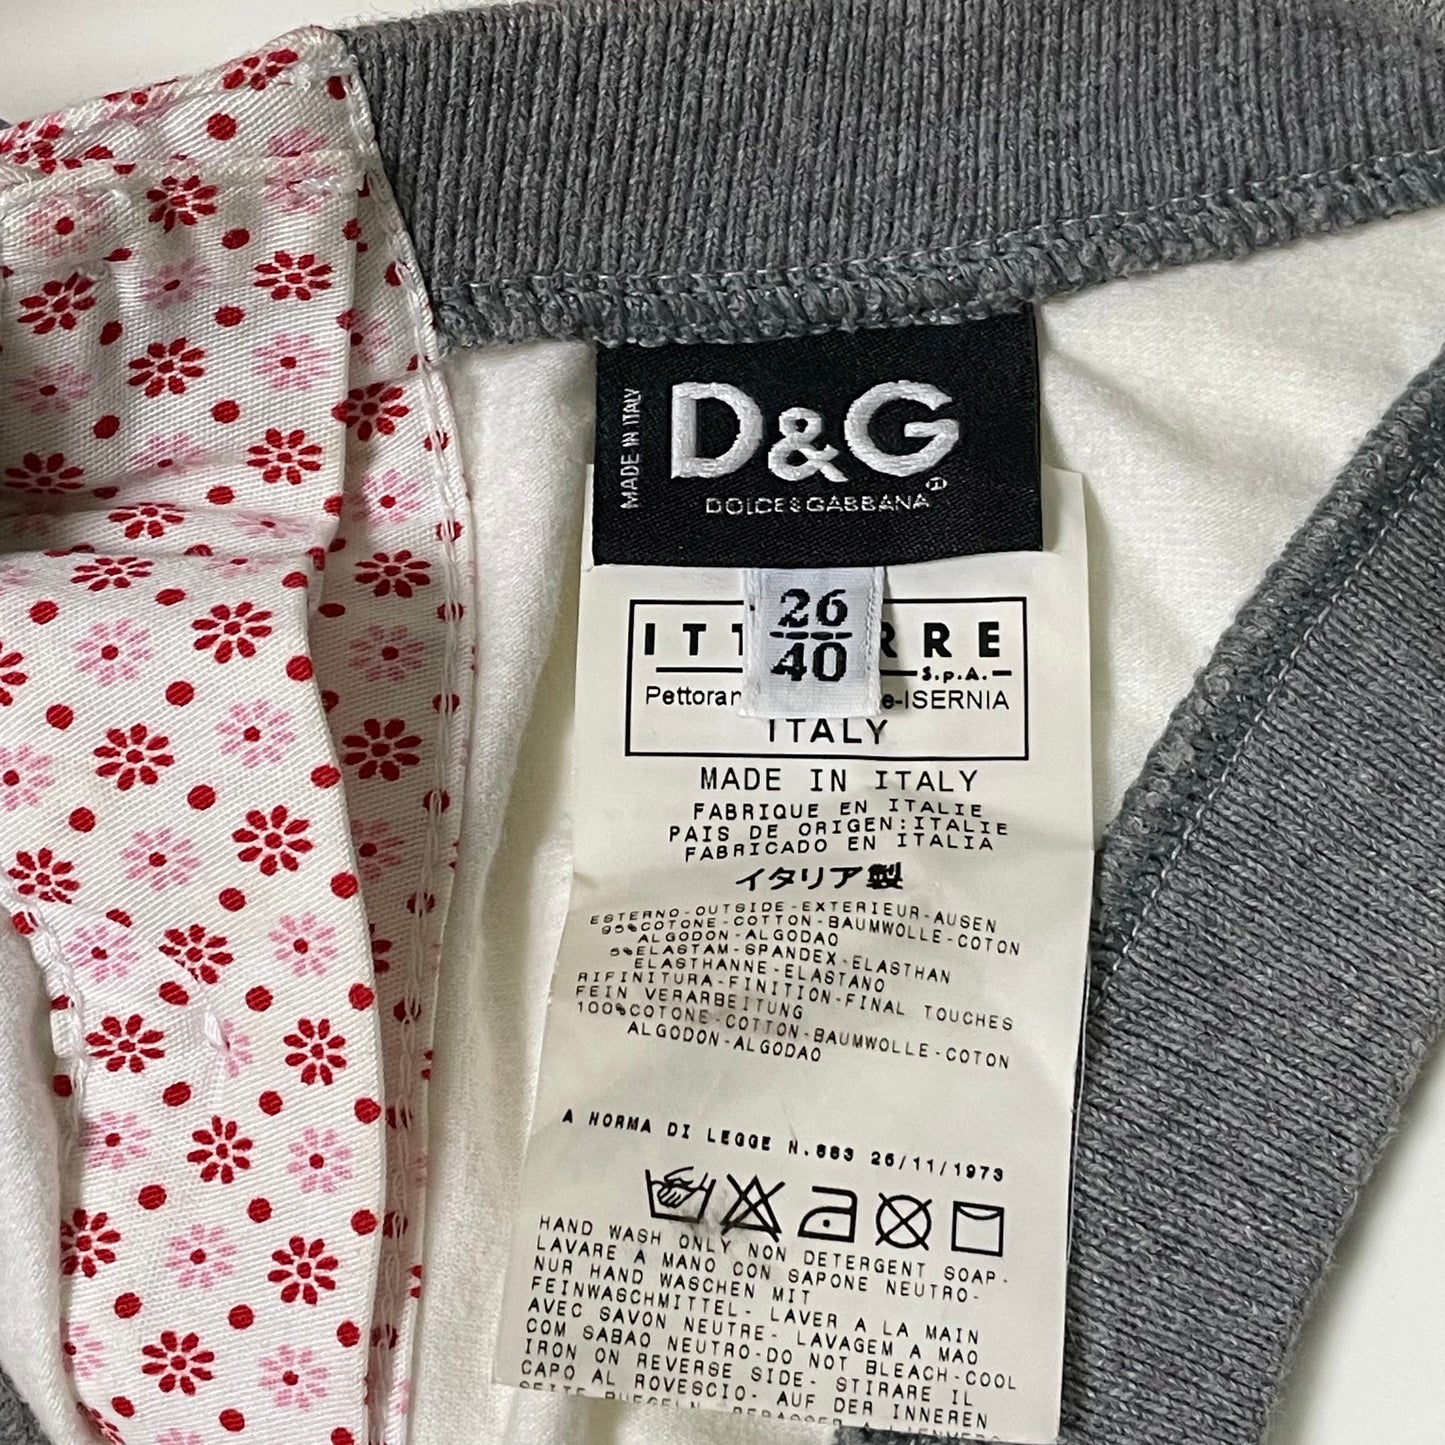 MADE IN ITALY
D&G
DOLCE & GABBANA
26
40
S.p.A.
-ISERNIA
ITALY
MADE IN ITALY
FABRIQUE EN ITALIE
PAIS DE ORIGEN:ITALIE
FABRICADO EN ITALIA
イタリア製
ESTERNO-OUTSIDE-EXTERIEUR-AUSEN
95%COTONE-COTTON-BAUMWOLLE-COTON
ALGODON-ALGODAO
5%ELASTAM-SPANDEX-ELASTHAN
ELASTHANNE-ELASTANO
RIFINITURA-FINITION-FINAL TOUCHES
FEIN VERARBEITUNG
100%COTONE-COTTON-BAUMWOLLE-COTON
ALGODON-ALGODAO
A NORMA DI LEGGE N.883 26/11/1973
HAND WASH ONLY NON DETERGENT SOAP-
LAVARE A MANO CON SAPONE NEUTRO-
NUR HAND WASCHEN MIT
FEINWASCHMITTEL- LAVER A LA MAIN
AVEC SAVON NEUTRE- LAVAGEM A MAO
COM SABAO NEUTRO-DO NOT BLEACH-COOL
IRON ON REVERSE SIDE- STIRARE IL
CAPO AL ROVESCIO- AUF DER INNEREN
SEITE BUEGELN